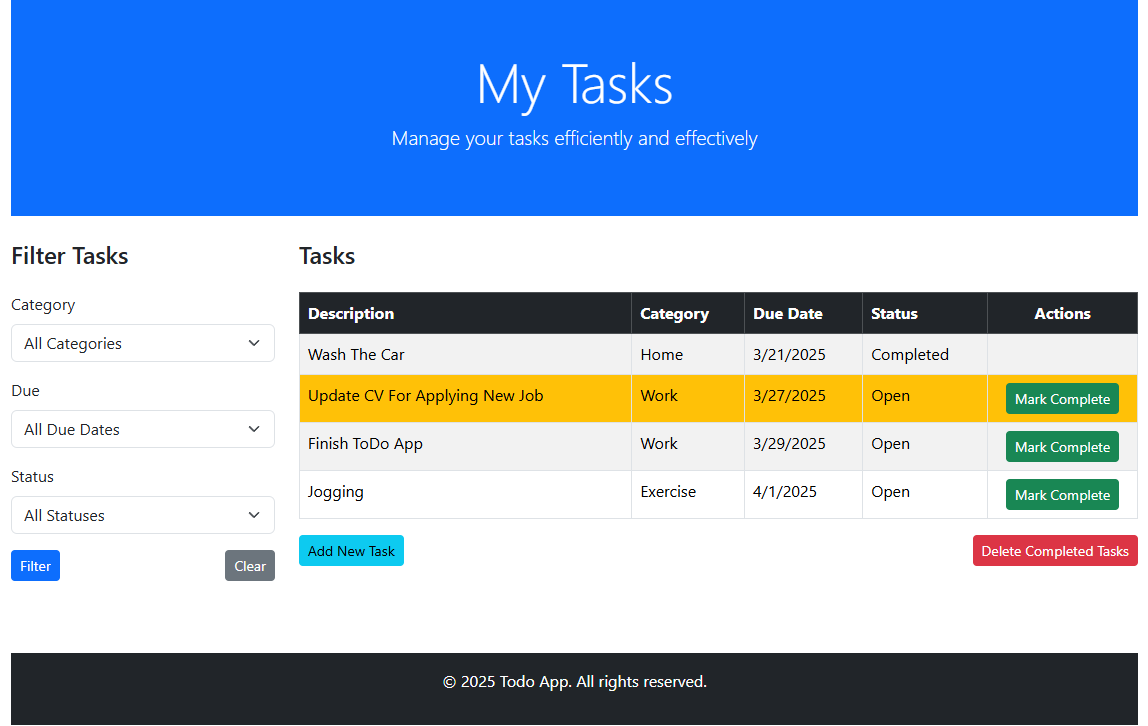 My Tasks
Manage your tasks efficiently and effectively
Filter Tasks
Category
All Categories
Due
All Due Dates
Status
All Statuses
Filter Clear
Tasks
Description Category Due Date Status Actions
Wash The Car Home 3/21/2025 Completed
Update CV For Applying New Job Work 3/27/2025 Open Mark Complete
Finish ToDo App Work 3/29/2025 Open Mark Complete
Jogging Exercise 4/1/2025 Open Mark Complete
Add New Task Delete Completed Tasks
© 2025 Todo App. All rights reserved.